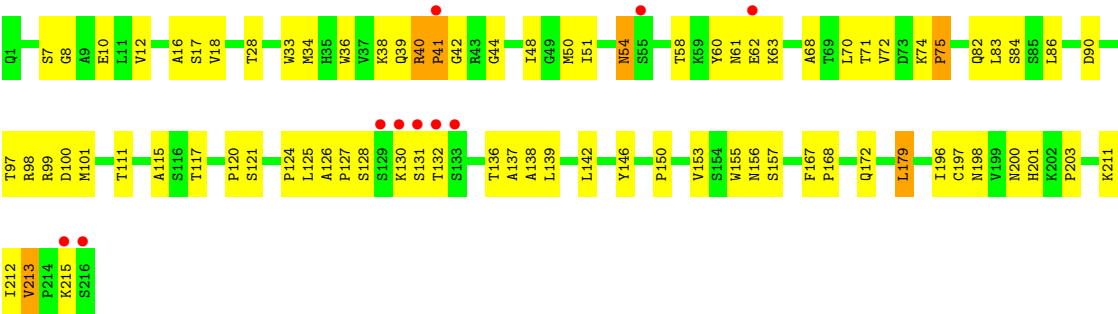 Q1 S7 G8 A9 E10 L11 V12 A16 S17 V18 T28 W33 M34 H35 W36 V37 K38 Q39 R40 P41 G42 R43 G44 I48 G49 M50 I51 N54 S55 T58 K59 Y60 N61 E62 K63 A68 T69 L70 T71 V72 D73 K74 P75 Q82 L83 S84 S85 L86 D90
T97 R98 R99 D100 M101 T111 A115 S116 T117 P120 S121 P124 L125 A126 P127 S128 S129 K130 S131 T132 S133 T136 A137 A138 L139 L142 Y146 P150 V153 S154 W155 N156 S157 F167 P168 Q172 L179 I196 C197 N198 V199 N200 H201 K202 P203 K211
I212 V213 P214 K215 S216